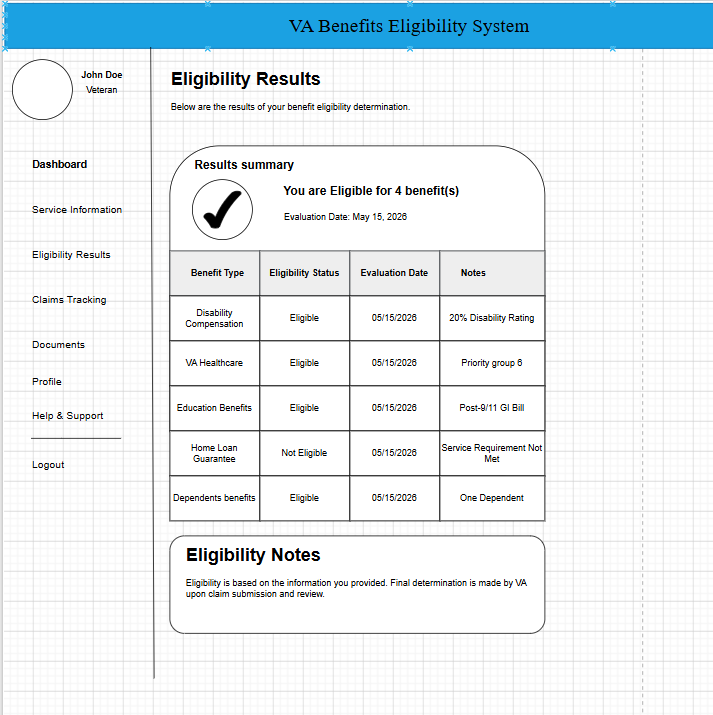 VA Benefits Eligibility System
John Doe
Veteran
Dashboard
Service Information
Eligibility Results
Claims Tracking
Documents
Profile
Help & Support
Logout
Eligibility Results
Below are the results of your benefit eligibility determination.
Results summary
You are Eligible for 4 benefit(s)
Evaluation Date: May 15, 2026
Benefit Type Eligibility Status Evaluation Date Notes
Disability
Compensation Eligible 05/15/2026 20% Disability Rating
VA Healthcare Eligible 05/15/2026 Priority group 6
Education Benefits Eligible 05/15/2026 Post-9/11 GI Bill
Home Loan
Guarantee Not Eligible 05/15/2026 Service Requirement Not
Met
Dependents benefits Eligible 05/15/2026 One Dependent
Eligibility Notes
Eligibility is based on the information you provided. Final determination is made by VA
upon claim submission and review.